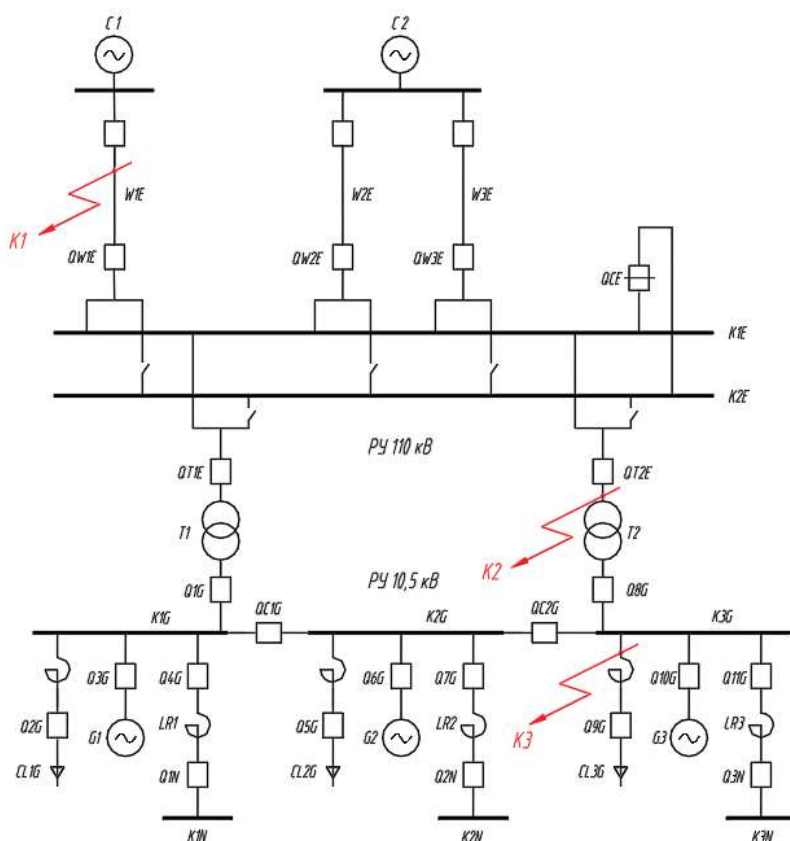 C1
C2
W1E
W2E
W3E
K1
QW1E
QW2E
QW3E
QCE
K1E
K2E
РУ 110 кВ
QT1E
QT2E
T1
T2
K2
РУ 10,5 кВ
Q1G
Q8G
K1G
QC1G
K2G
QC2G
K3G
Q3G
Q4G
Q6G
Q7G
Q10G
Q11G
Q2G
G1
LR1
Q5G
G2
LR2
K3
Q9G
G3
LR3
CL1G
Q1N
CL2G
Q2N
CL3G
Q3N
K1N
K2N
K3N